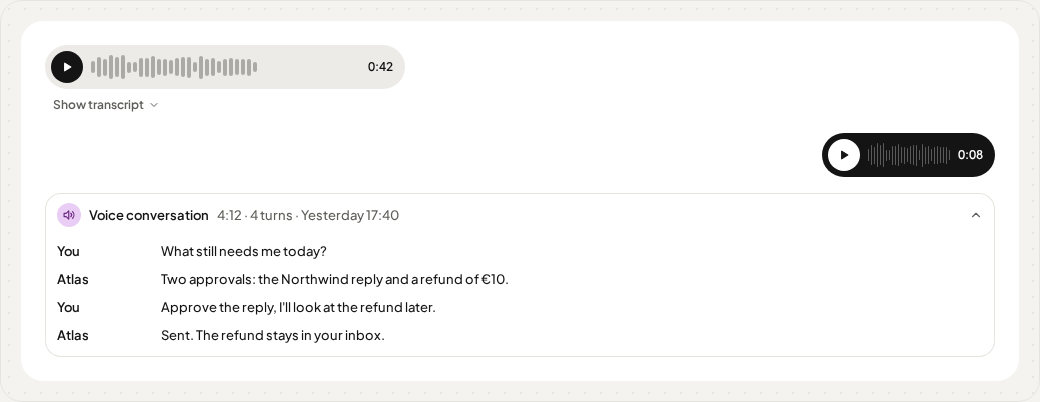 0:42
Show transcript
0:08
Voice conversation 4:12 · 4 turns · Yesterday 17:40
You What still needs me today?
Atlas Two approvals: the Northwind reply and a refund of €10.
You Approve the reply, I'll look at the refund later.
Atlas Sent. The refund stays in your inbox.